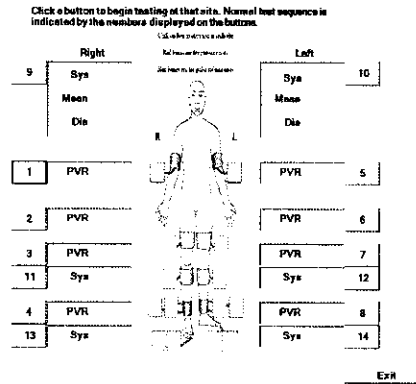 Click a button to begin testing at that site. Normal test sequence is
indicated by the numbers displayed on the buttons.
Right Left
9 Sys Sys 10
Mean Mean
Dia Dia
R L
1 PVR PVR 5
2 PVR PVR 6
3 PVR PVR 7
11 Sys Sys 12
4 PVR PVR 8
13 Sys Sys 14
Exit